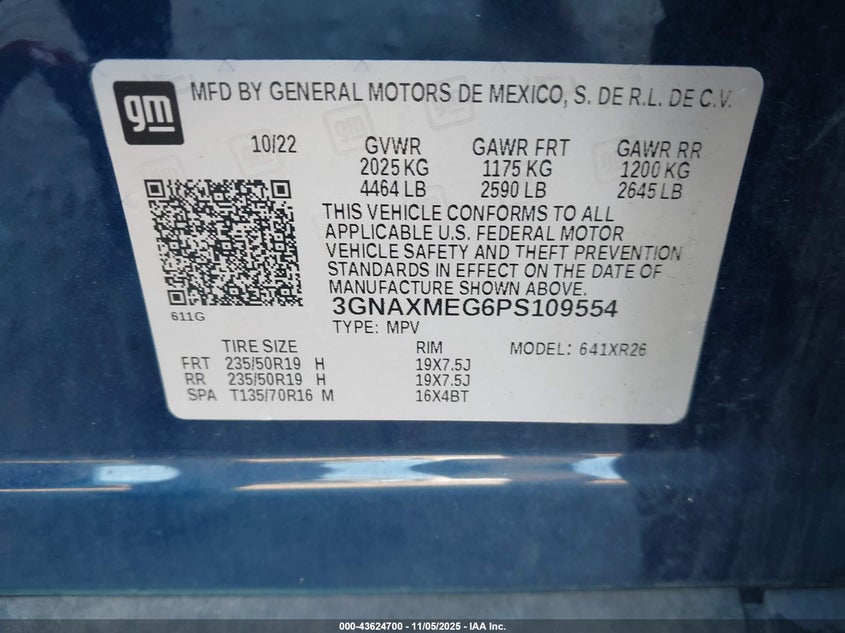 gm
MFD BY GENERAL MOTORS DE MEXICO, S. DE R.L. DE C.V.
10/22 GVWR GAWR FRT GAWR RR
2025 KG 1175 KG 1200 KG
4464 LB 2590 LB 2645 LB
THIS VEHICLE CONFORMS TO ALL
APPLICABLE U.S. FEDERAL MOTOR
VEHICLE SAFETY AND THEFT PREVENTION
STANDARDS IN EFFECT ON THE DATE OF
MANUFACTURE SHOWN ABOVE.
611G
3GNAXMEG6PS109554
TYPE: MPV
TIRE SIZE RIM MODEL: 641XR26
FRT 235/50R19 H 19X7.5J
RR 235/50R19 H 19X7.5J
SPA T135/70R16 M 16X4BT
000-43624700 - 11/05/2025 - IAA Inc.